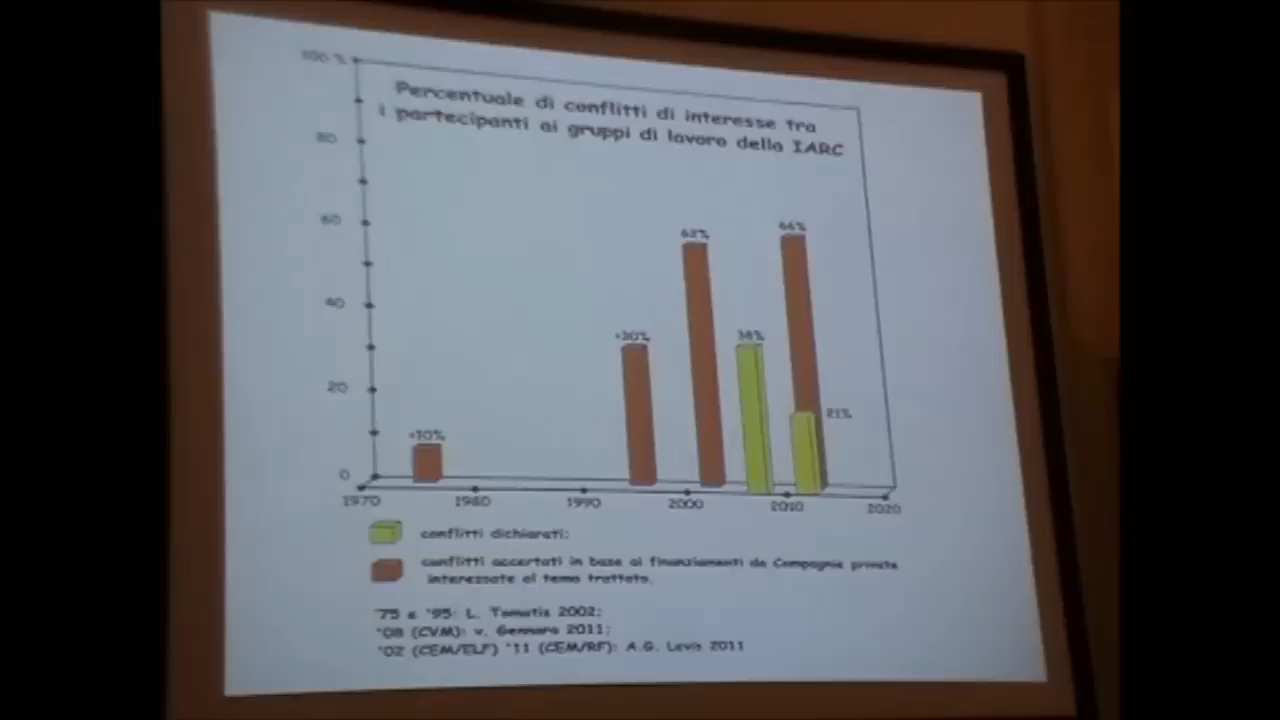 100 %
Percentuale di conflitti di interesse tra
i partecipanti ai gruppi di lavoro della IARC
80
60
40
20
0
<10%
<30%
62%
36%
66%
21%
1970 1980 1990 2000 2010 2020
conflitti dichiarati;
conflitti accertati in base ai finanziamenti da Compagnie private
interessate al tema trattato.
'75 e '95: L. Tomatis 2002;
'08 (CVM): v. Gennaro 2011;
'02 (CEM/ELF) '11 (CEM/RF): A.G. Levis 2011